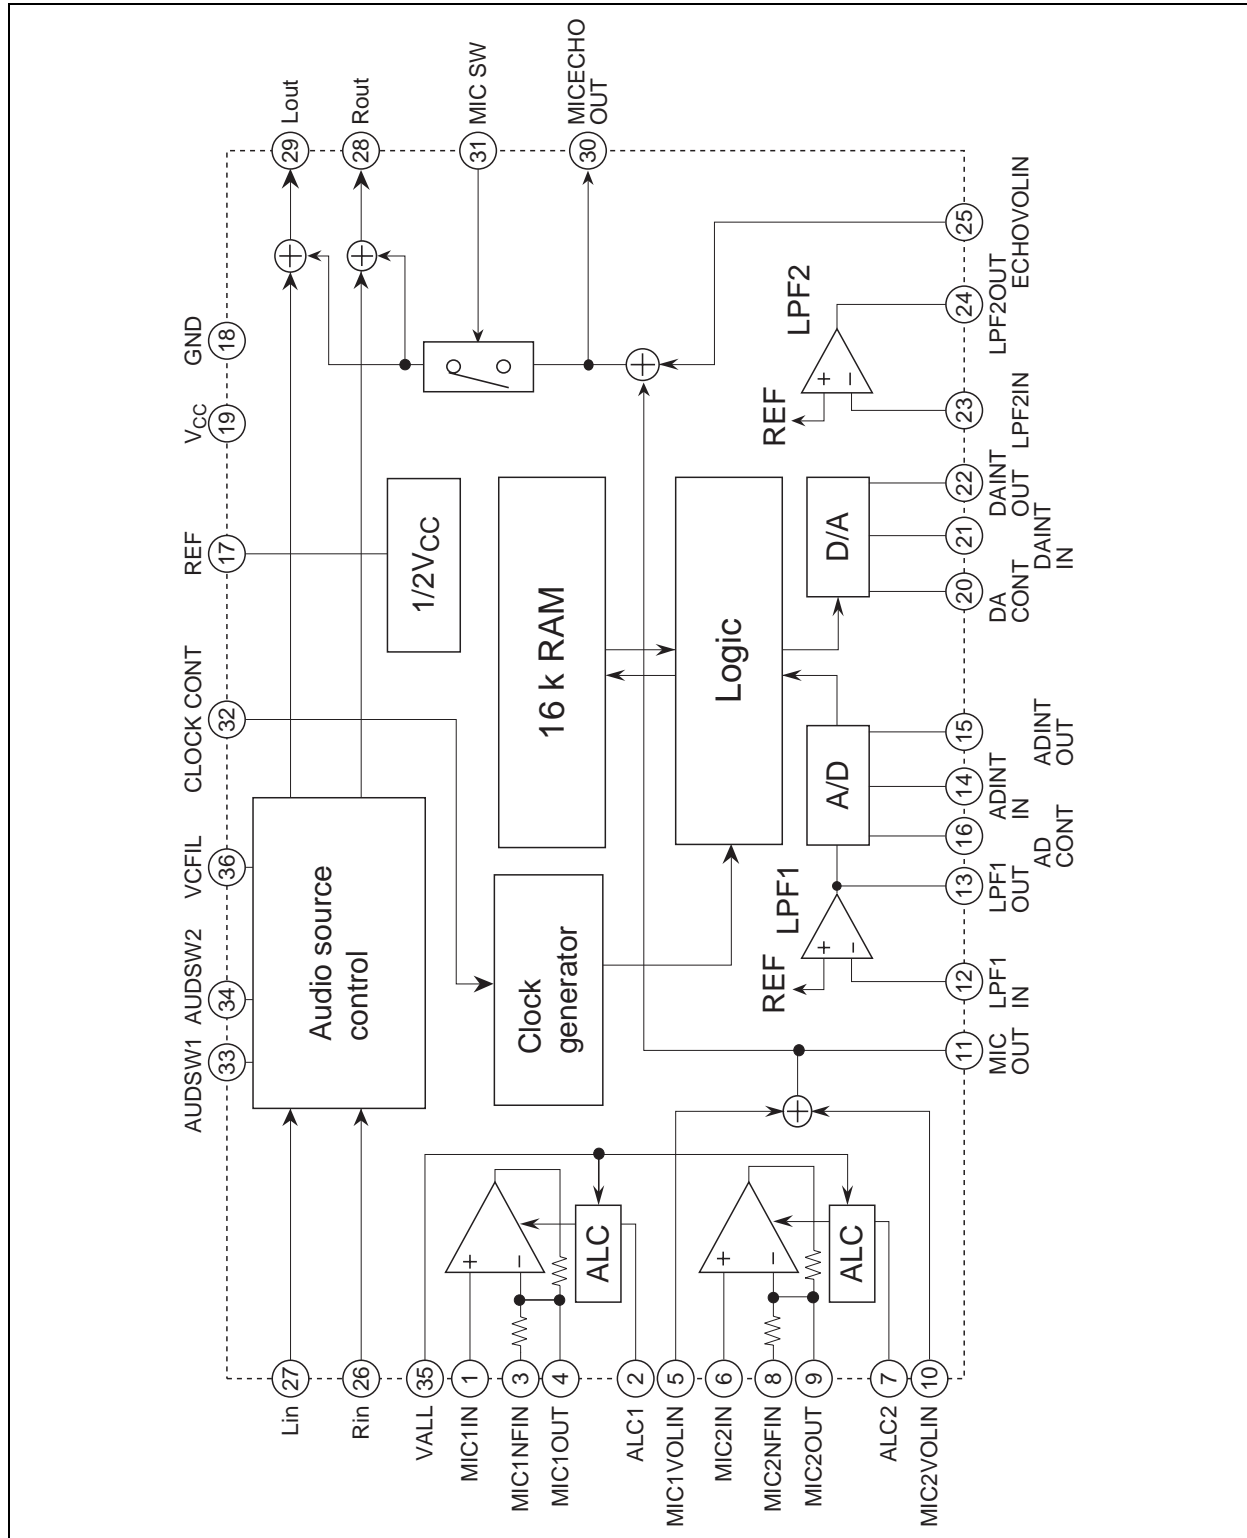 Lin
27
Rin
26
VALL
35
MIC1IN
1
MIC1NFIN
3
MIC1OUT
4
ALC1
2
MIC1VOLIN
5
MIC2IN
6
MIC2NFIN
8
MIC2OUT
9
ALC2
7
MIC2VOLIN
10
AUDSW1
33
AUDSW2
34
VCFIL
36
CLOCK CONT
32
REF
17
VCC
19
GND
18
Lout
29
Rout
28
MIC SW
31
MICECHO
OUT
30
Audio source
control
Clock
generator
1/2VCC
16 k RAM
Logic
A/D
D/A
+
−
ALC
+
−
ALC
+
+
+
+
+
REF
LPF1
+
−
REF
LPF2
+
−
11
MIC
OUT
12
LPF1
IN
13
LPF1
OUT
16
AD
CONT
14
ADINT
IN
15
ADINT
OUT
20
DA
CONT
21
DAINT
IN
22
DAINT
OUT
23
LPF2IN
24
LPF2OUT
25
ECHOVOLIN